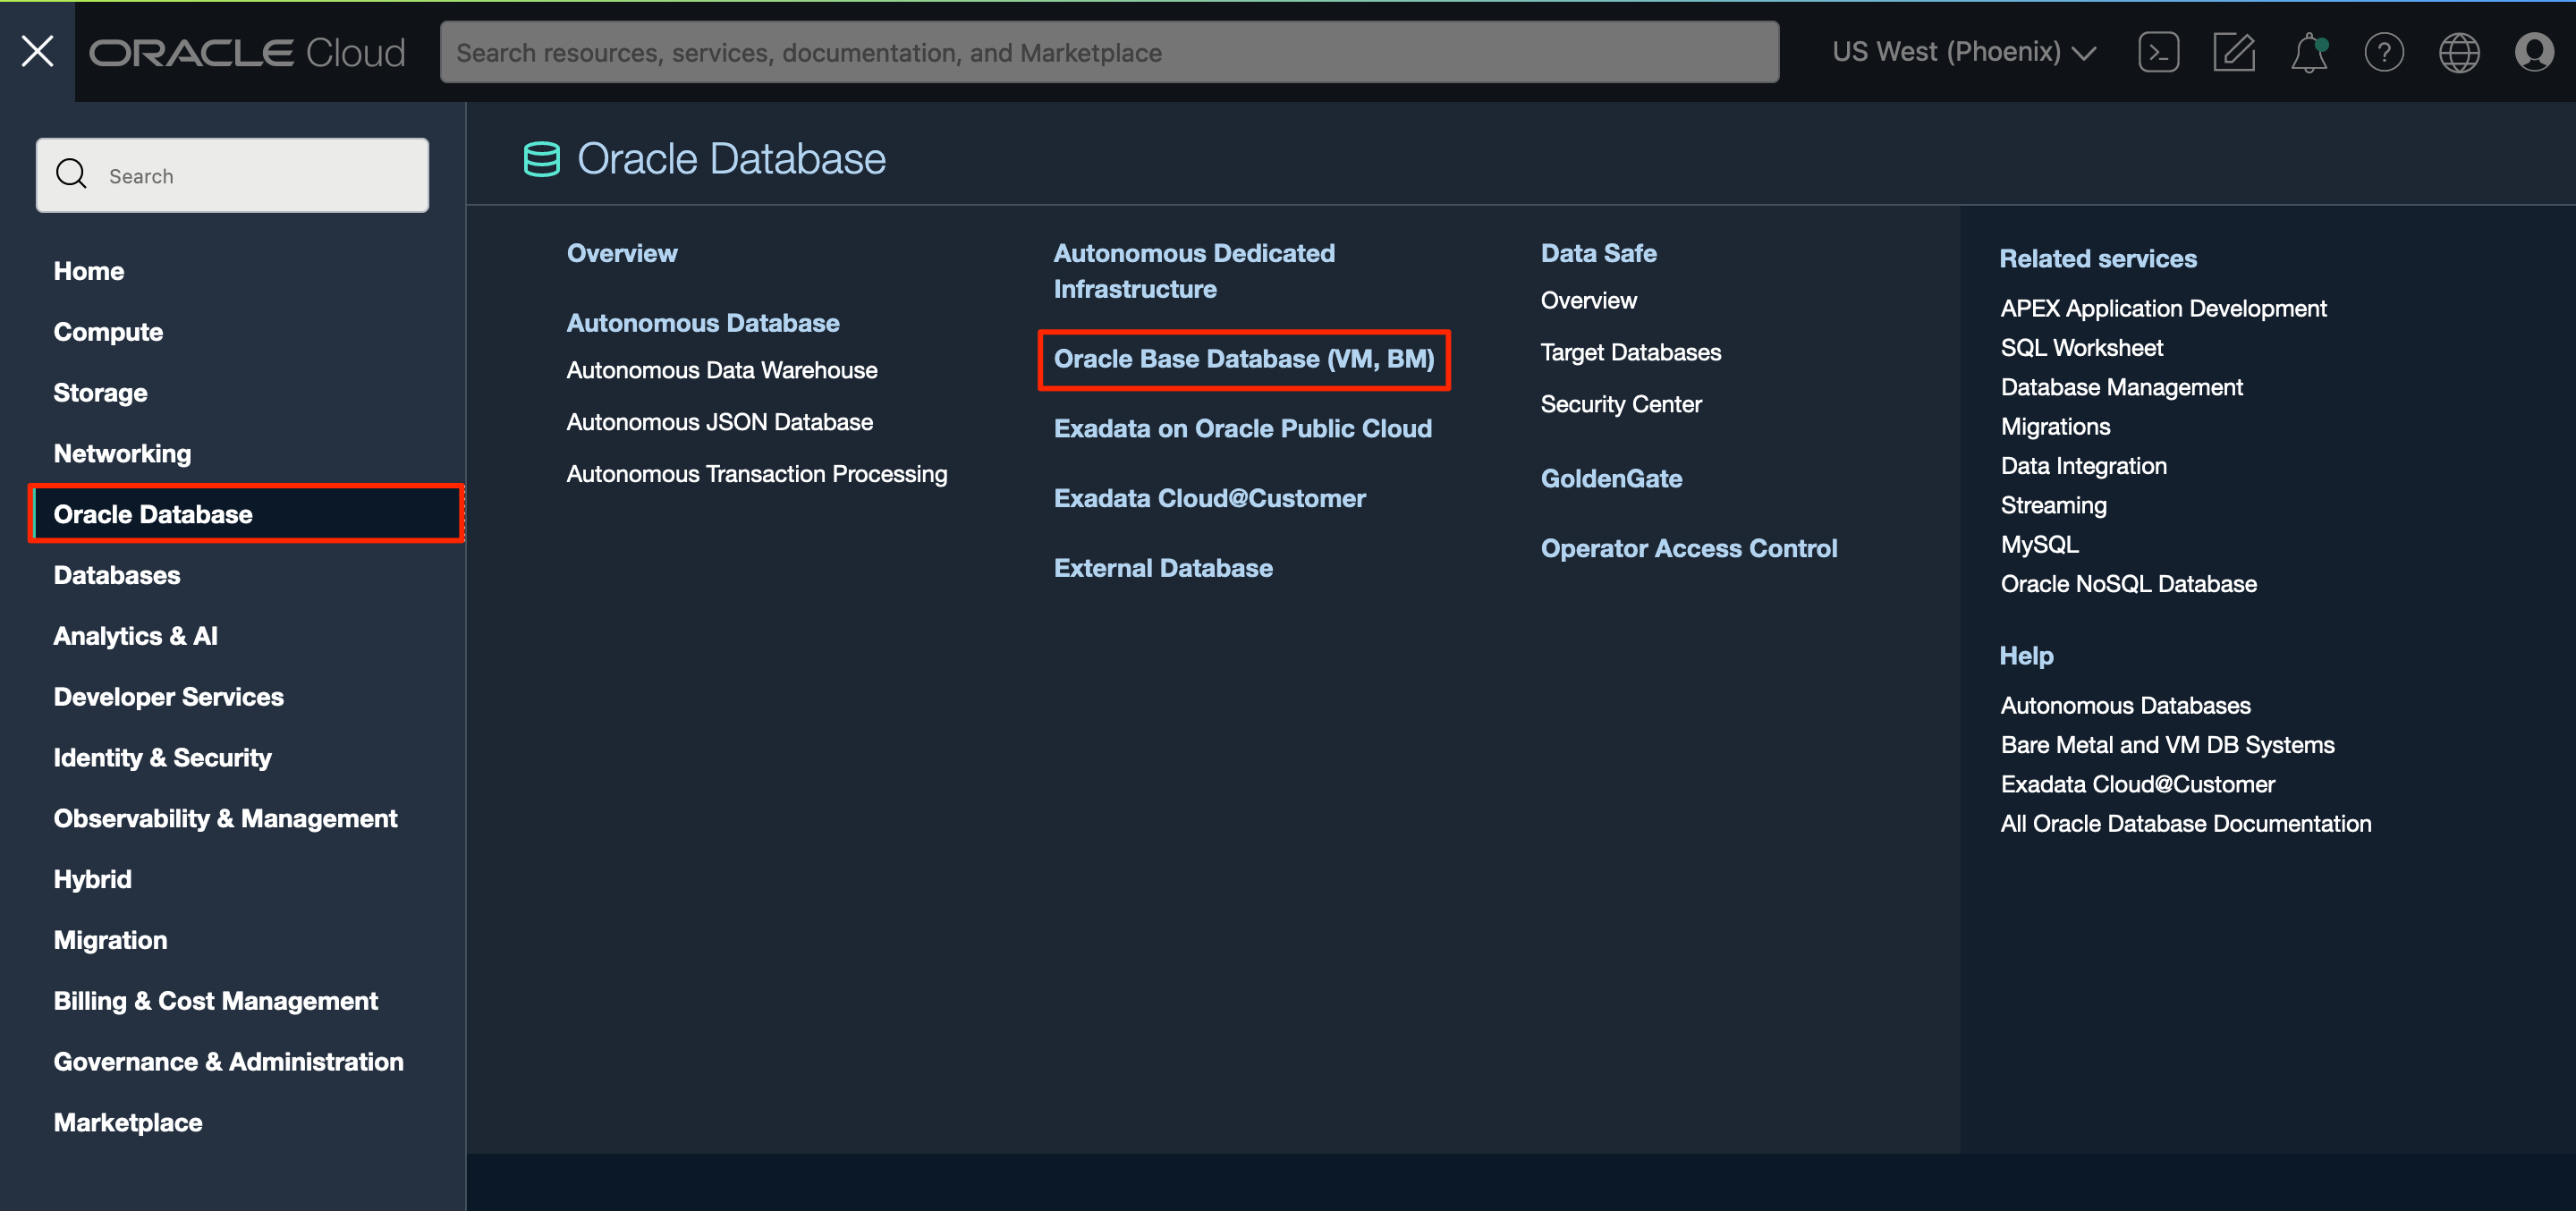 ORACLE Cloud
Search resources, services, documentation, and Marketplace
US West (Phoenix)
Search
Home
Compute
Storage
Networking
Oracle Database
Databases
Analytics & AI
Developer Services
Identity & Security
Observability & Management
Hybrid
Migration
Billing & Cost Management
Governance & Administration
Marketplace
Oracle Database
Overview
Autonomous Database
Autonomous Data Warehouse
Autonomous JSON Database
Autonomous Transaction Processing
Autonomous Dedicated
Infrastructure
Oracle Base Database (VM, BM)
Exadata on Oracle Public Cloud
Exadata Cloud@Customer
External Database
Data Safe
Overview
Target Databases
Security Center
GoldenGate
Operator Access Control
Related services
APEX Application Development
SQL Worksheet
Database Management
Migrations
Data Integration
Streaming
MySQL
Oracle NoSQL Database
Help
Autonomous Databases
Bare Metal and VM DB Systems
Exadata Cloud@Customer
All Oracle Database Documentation